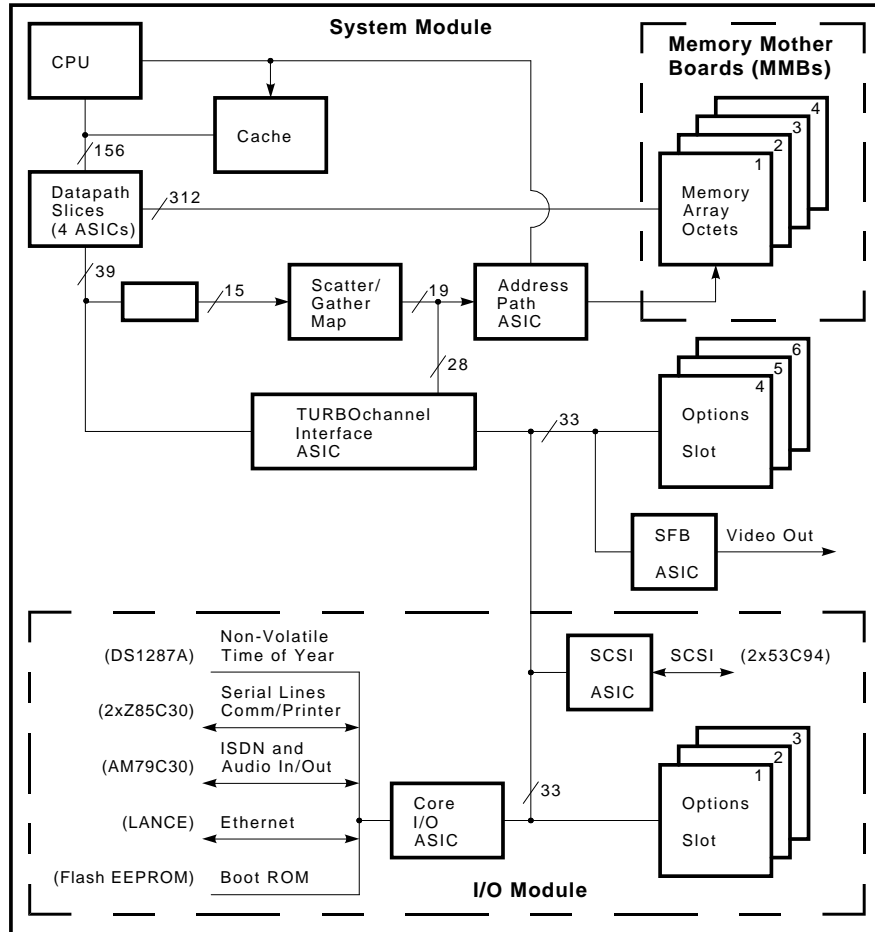 System Module
CPU
Cache
156
Datapath
Slices
(4 ASICs)
312
Memory Mother
Boards (MMBs)
4
3
2
1
Memory
Array
Octets
39
15
Scatter/
Gather
Map
19
Address
Path
ASIC
28
TURBOchannel
Interface
ASIC
33
6
5
4
Options
Slot
SFB
ASIC
Video Out
(DS1287A)
Non-Volatile
Time of Year
(2xZ85C30)
Serial Lines
Comm/Printer
(AM79C30)
ISDN and
Audio In/Out
(LANCE)
Ethernet
(Flash EEPROM)
Boot ROM
Core
I/O
ASIC
33
SCSI
ASIC
SCSI
(2x53C94)
3
2
1
Options
Slot
I/O Module